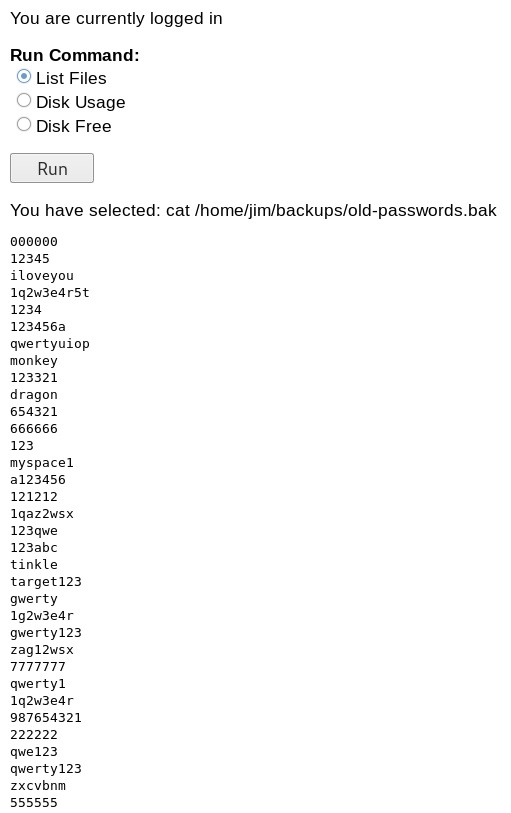 You are currently logged in
Run Command:
List Files
Disk Usage
Disk Free
Run
You have selected: cat /home/jim/backups/old-passwords.bak
000000
12345
iloveyou
1q2w3e4r5t
1234
123456a
qwertyuiop
monkey
123321
dragon
654321
666666
123
myspace1
a123456
121212
1qaz2wsx
123qwe
123abc
tinkle
target123
gwerty
1g2w3e4r
gwerty123
zag12wsx
7777777
qwerty1
1q2w3e4r
987654321
222222
qwe123
qwerty123
zxcvbnm
555555